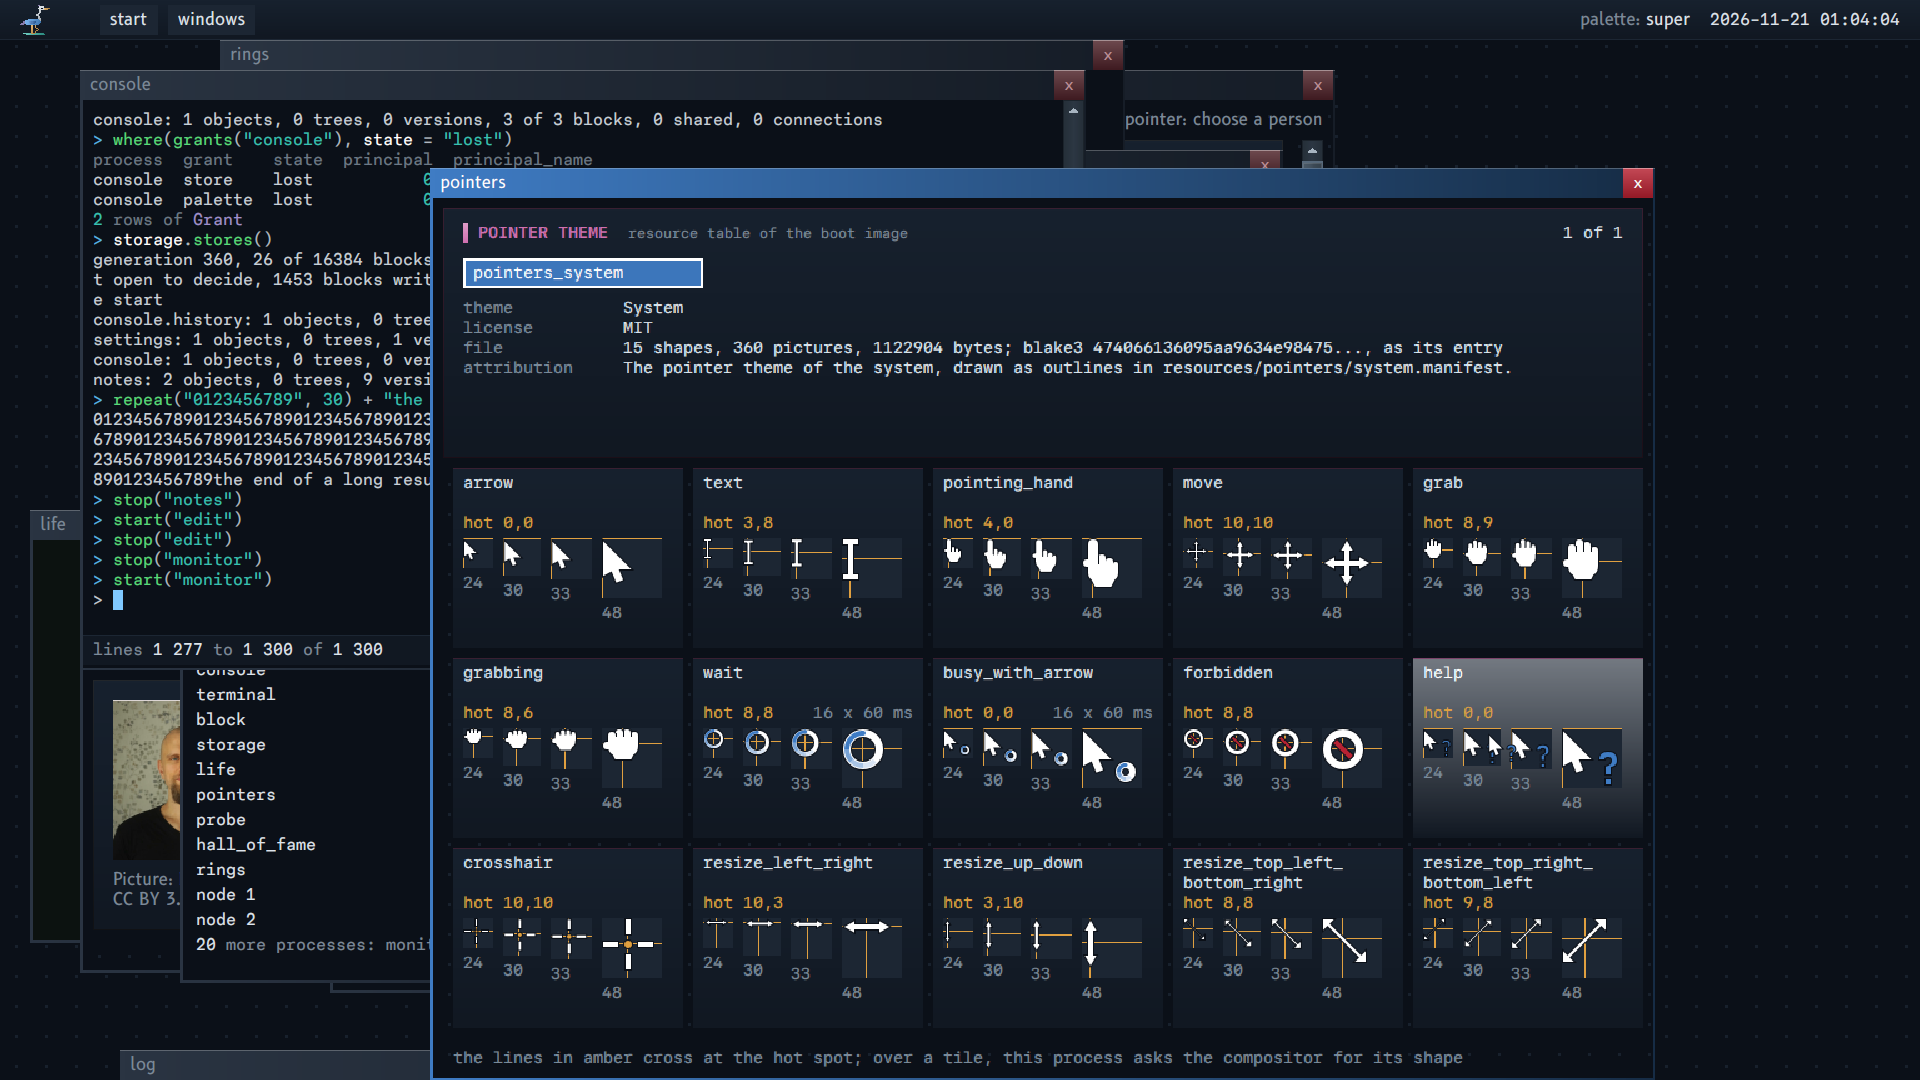 start windows palette: super 2026-11-21 01:04:04
rings x
console x
x
pointer: choose a person
x
console: 1 objects, 0 trees, 0 versions, 3 of 3 blocks, 0 shared, 0 connections
> where(grants("console"), state = "lost")
process grant state principal principal_name
console store lost 0
console palette lost 0
2 rows of Grant
> storage.stores()
generation 360, 26 of 16384 blocks
t open to decide, 1453 blocks writ
e start
console.history: 1 objects, 0 tree
settings: 1 objects, 0 trees, 1 ve
console: 1 objects, 0 trees, 0 ver
notes: 2 objects, 0 trees, 9 versi
> repeat("0123456789", 30) + "the
0123456789012345678901234567890123
6789012345678901234567890123456789
2345678901234567890123456789012345
890123456789the end of a long resu
> stop("notes")
> start("edit")
> stop("edit")
> stop("monitor")
> start("monitor")
>
lines 1 277 to 1 300 of 1 300
life
Picture:
CC BY 3.
console
terminal
block
storage
life
pointers
probe
hall_of_fame
rings
node 1
node 2
20 more processes: monit
log
pointers x
POINTER THEME resource table of the boot image 1 of 1
pointers_system
theme System
license MIT
file 15 shapes, 360 pictures, 1122904 bytes; blake3 474066136095aa9634e98475..., as its entry
attribution The pointer theme of the system, drawn as outlines in resources/pointers/system.manifest.
arrow
hot 0,0
24 30 33 48
text
hot 3,8
24 30 33 48
pointing_hand
hot 4,0
24 30 33 48
move
hot 10,10
24 30 33 48
grab
hot 8,9
24 30 33 48
grabbing
hot 8,6
24 30 33 48
wait
hot 8,8 16 x 60 ms
24 30 33 48
busy_with_arrow
hot 0,0 16 x 60 ms
24 30 33 48
forbidden
hot 8,8
24 30 33 48
help
hot 0,0
24 30 33 48
crosshair
hot 10,10
24 30 33 48
resize_left_right
hot 10,3
24 30 33 48
resize_up_down
hot 3,10
24 30 33 48
resize_top_left_
bottom_right
hot 8,8
24 30 33 48
resize_top_right_
bottom_left
hot 9,8
24 30 33 48
the lines in amber cross at the hot spot; over a tile, this process asks the compositor for its shape